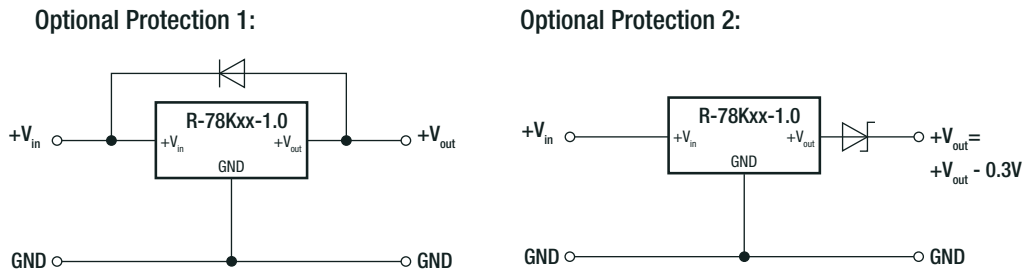 Optional Protection 1:
R-78Kxx-1.0
+Vin
+Vin
+Vout
+Vout
GND
GND
GND
Optional Protection 2:
R-78Kxx-1.0
+Vin
+Vin
+Vout
+Vout=
+Vout - 0.3V
GND
GND
GND